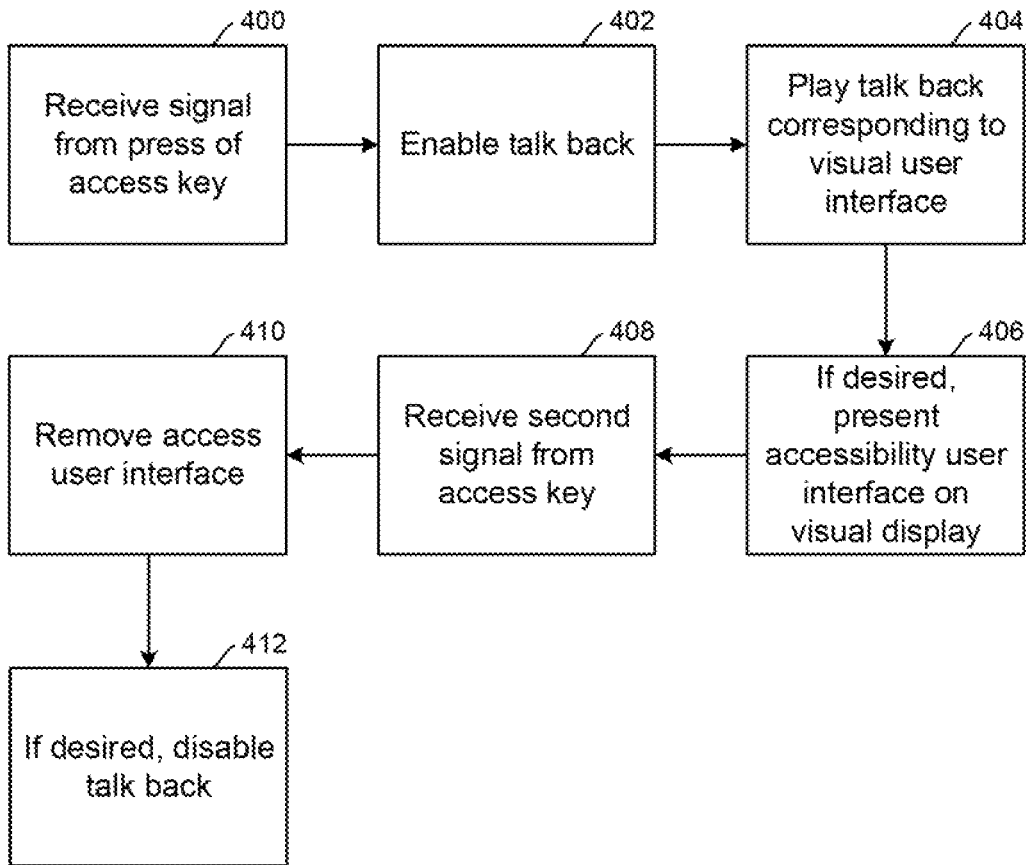 400
Receive signal
from press of
access key
402
Enable talk back
404
Play talk back
corresponding to
visual user
interface
406
If desired,
present
accessibility user
interface on
visual display
408
Receive second
signal from
access key
410
Remove access
user interface
412
If desired, disable
talk back